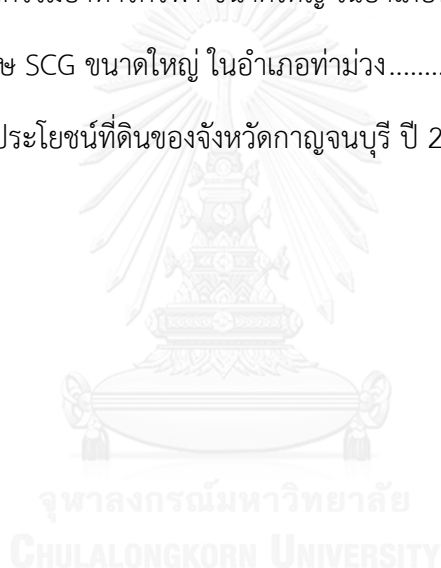 ษ SCG ขนาดใหญ่ ในอำเภอท่าม่วง........
ประโยชน์ที่ดินของจังหวัดกาญจนบุรี ปี 2
จุฬาลงกรณ์มหาวิทยาลัย
CHULALONGKORN UNIVERSITY